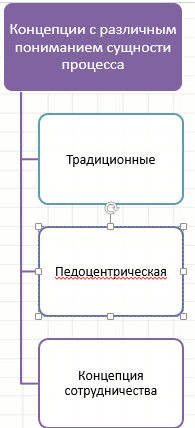 Концепции с различным
пониманием сущности
процесса
Традиционные
Педоцентрическая
Концепция
сотрудничества